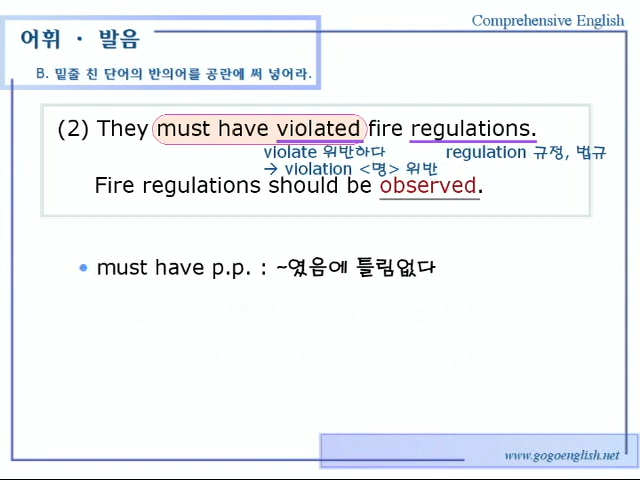 Comprehensive English
어휘 · 발음
B. 밑줄 친 단어의 반의어를 공란에 써 넣어라.
(2) They must have violated fire regulations.
violate 위반하다 regulation 규정, 법규
→ violation <명> 위반
Fire regulations should be observed.
• must have p.p. : ~였음에 틀림없다
www.gogoenglish.net